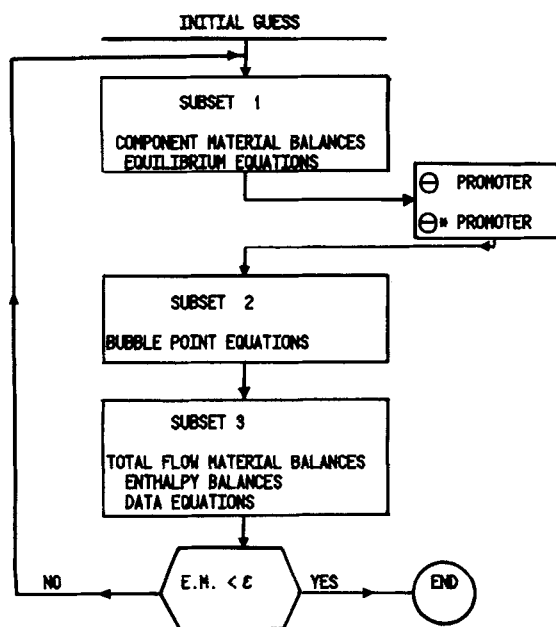 INITIAL GUESS
SUBSET 1
COMPONENT MATERIAL BALANCES
EQUILIBRIUM EQUATIONS
Θ PROMOTER
Θ* PROMOTER
SUBSET 2
BUBBLE POINT EQUATIONS
SUBSET 3
TOTAL FLOW MATERIAL BALANCES
ENTHALPY BALANCES
DATA EQUATIONS
NO
E.M. < ε
YES
END